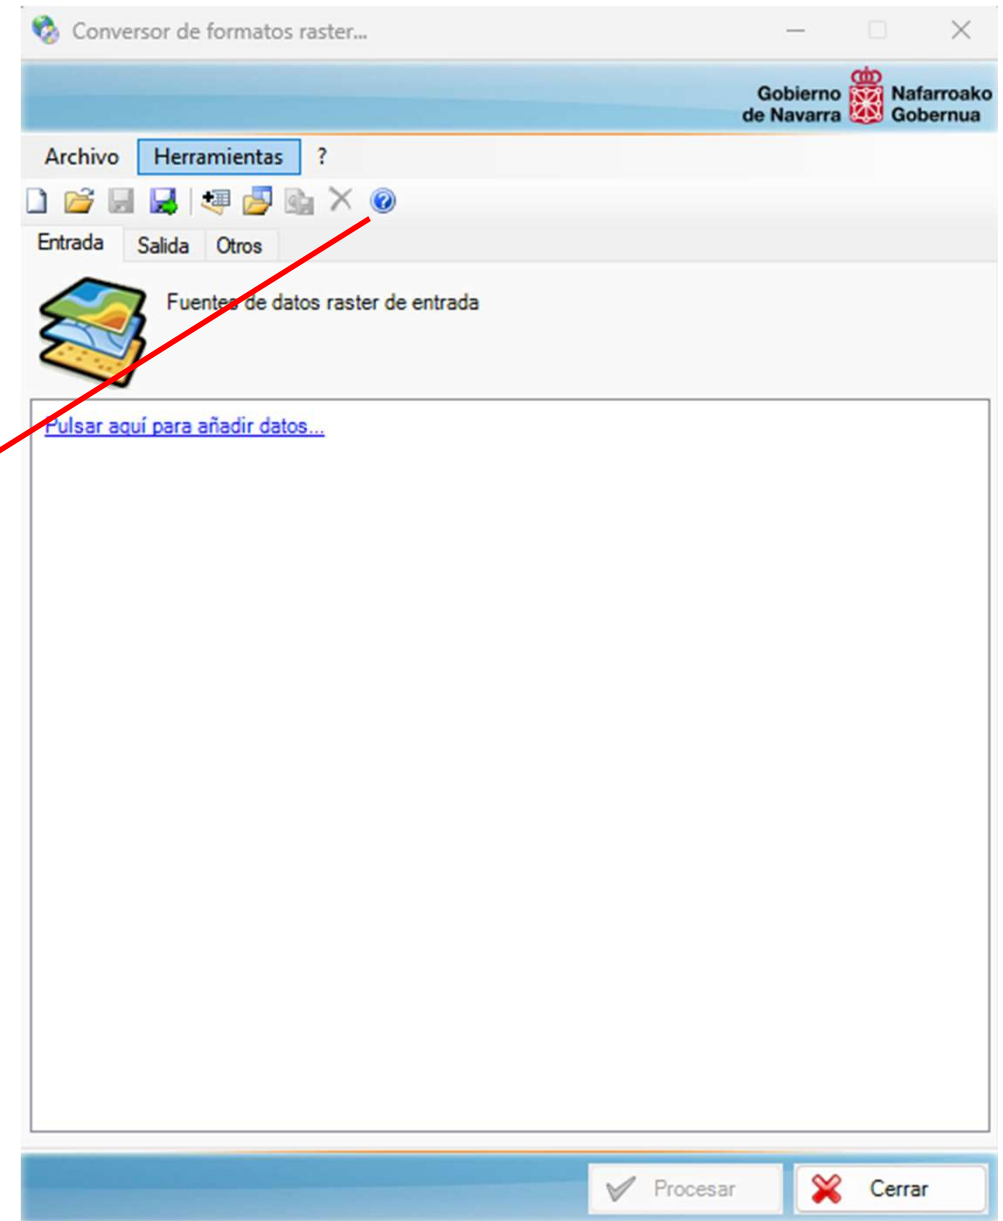 Conversor de formatos raster...
Gobierno de Navarra
Nafarroako Gobernua
Archivo Herramientas ?
Entrada Salida Otros
Fuentes de datos raster de entrada
Pulsar aquí para añadir datos...
Procesar Cerrar